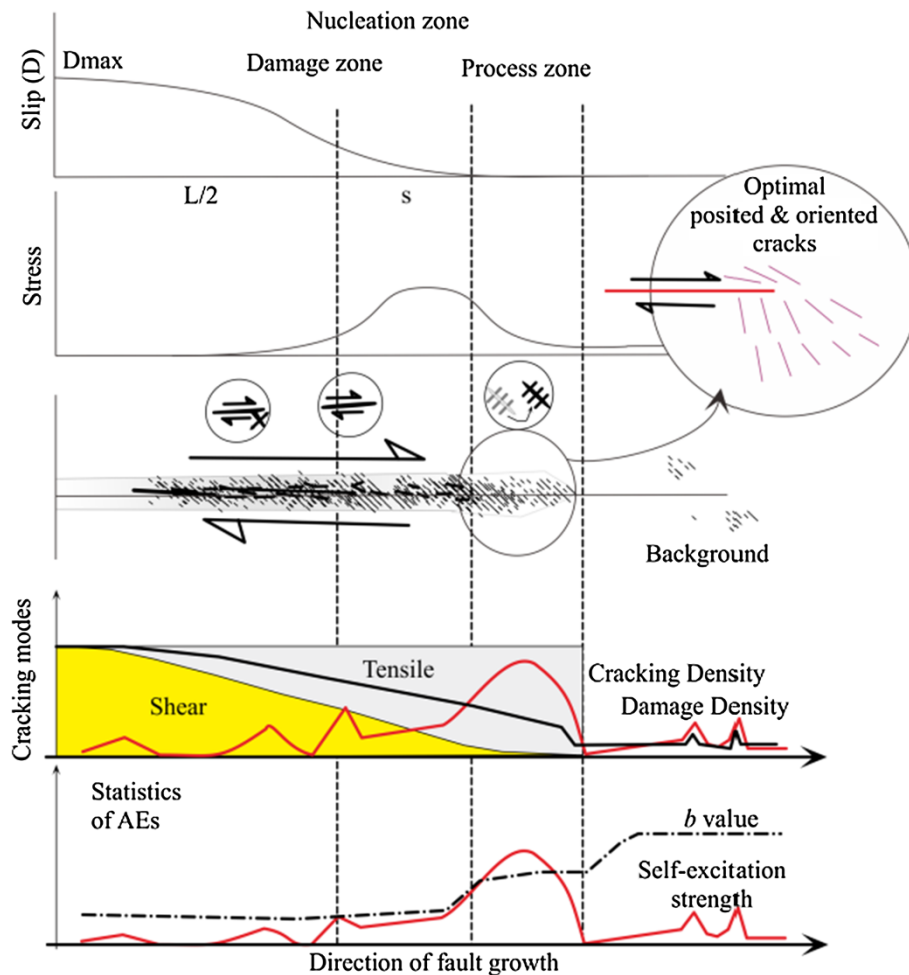 Nucleation zone
Damage zone
Process zone
Slip (D)
Dmax
L/2
s
Stress
Optimal
posited & oriented
cracks
Background
Cracking modes
Tensile
Shear
Cracking Density
Damage Density
Statistics
of AEs
b value
Self-excitation
strength
Direction of fault growth